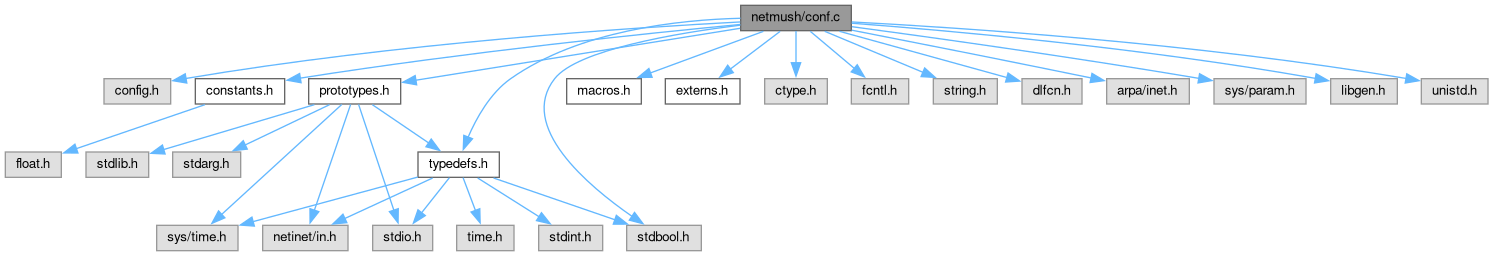 netmush/conf.c
config.h
constants.h
prototypes.h
macros.h
externs.h
ctype.h
fcntl.h
string.h
dlfcn.h
arpa/inet.h
sys/param.h
libgen.h
unistd.h
float.h
stdlib.h
stdarg.h
typedefs.h
sys/time.h
netinet/in.h
stdio.h
time.h
stdint.h
stdbool.h